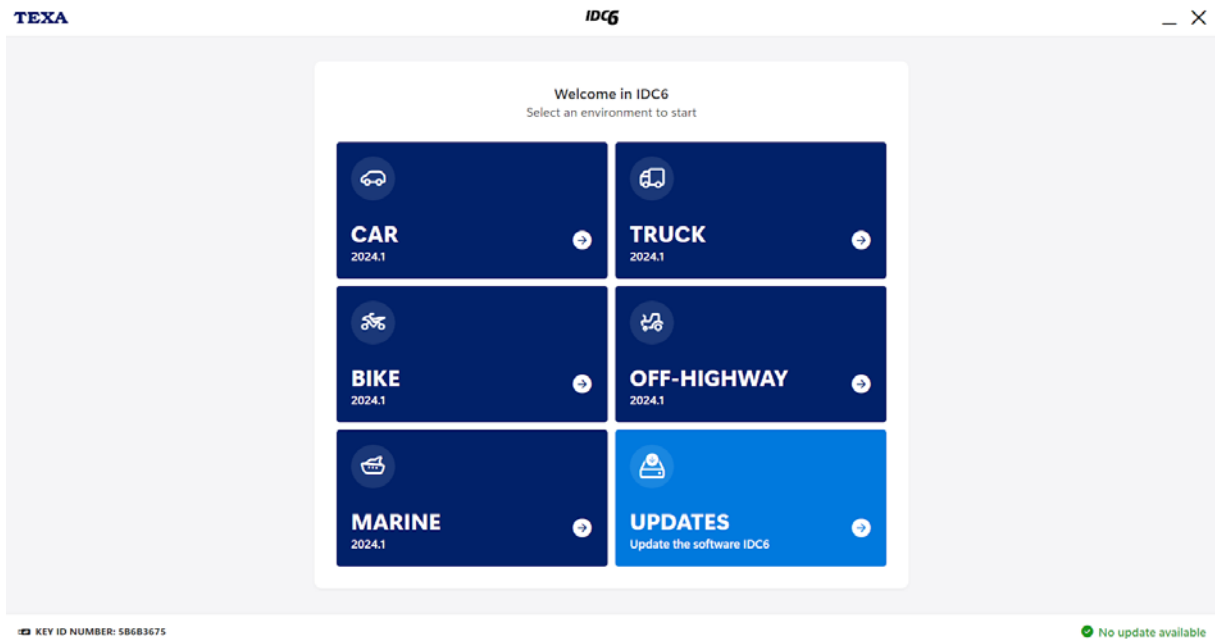 TEXA
IDC6
Welcome in IDC6
Select an environment to start
CAR
2024.1
TRUCK
2024.1
BIKE
2024.1
OFF-HIGHWAY
2024.1
MARINE
2024.1
UPDATES
Update the software IDC6
KEY ID NUMBER: 5B6B3675
No update available